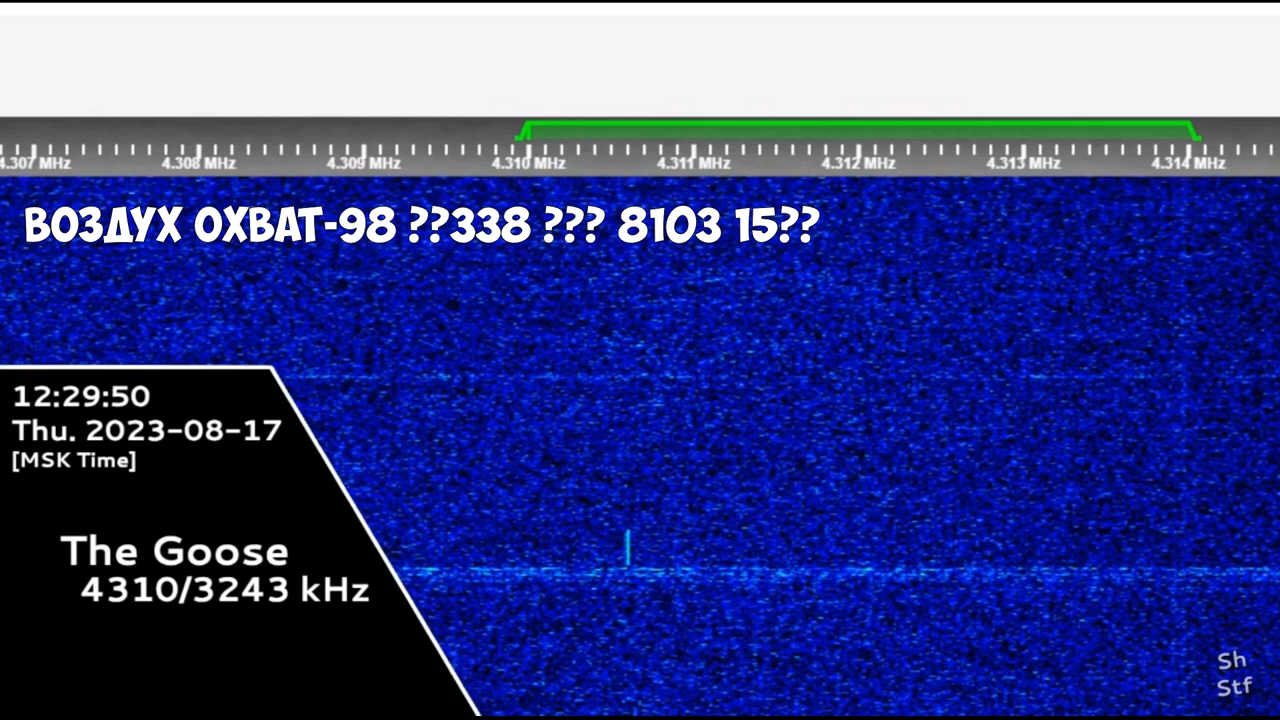 4.307 MHz 4.308 MHz 4.309 MHz 4.310 MHz 4.311 MHz 4.312 MHz 4.313 MHz 4.314 MHz
ВОЗДУХ ОХВАТ-98 ??338 ??? 8103 15??
12:29:50
Thu. 2023-08-17
[MSK Time]
The Goose
4310/3243 kHz
Sh
Stf